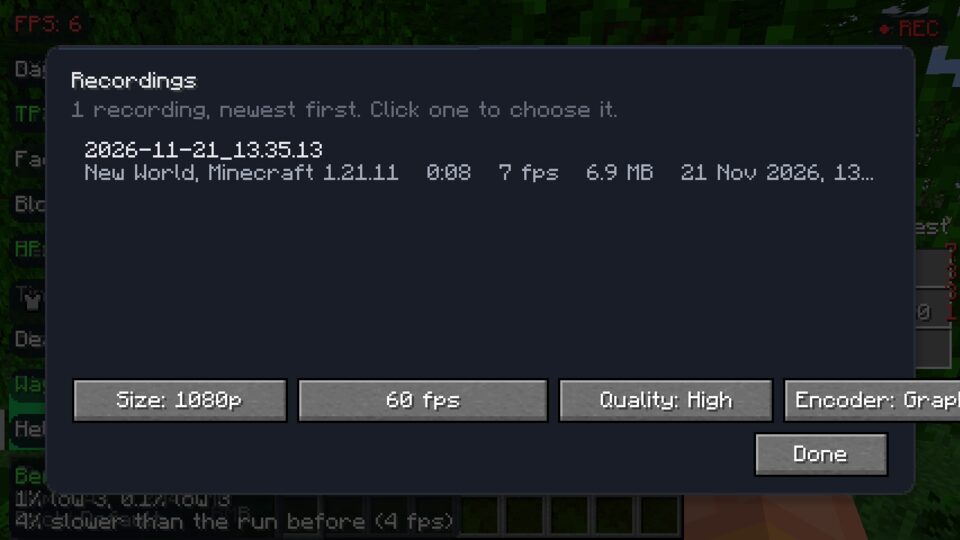 FPS: 6
REC
Recordings
1 recording, newest first. Click one to choose it.
2026-11-21_13.35.13
New World, Minecraft 1.21.11 0:08 7 fps 6.9 MB 21 Nov 2026, 13...
Size: 1080p
60 fps
Quality: High
Encoder: Grap
Done
1% low 3, 0.1% low 3
4% slower than the run before (4 fps)